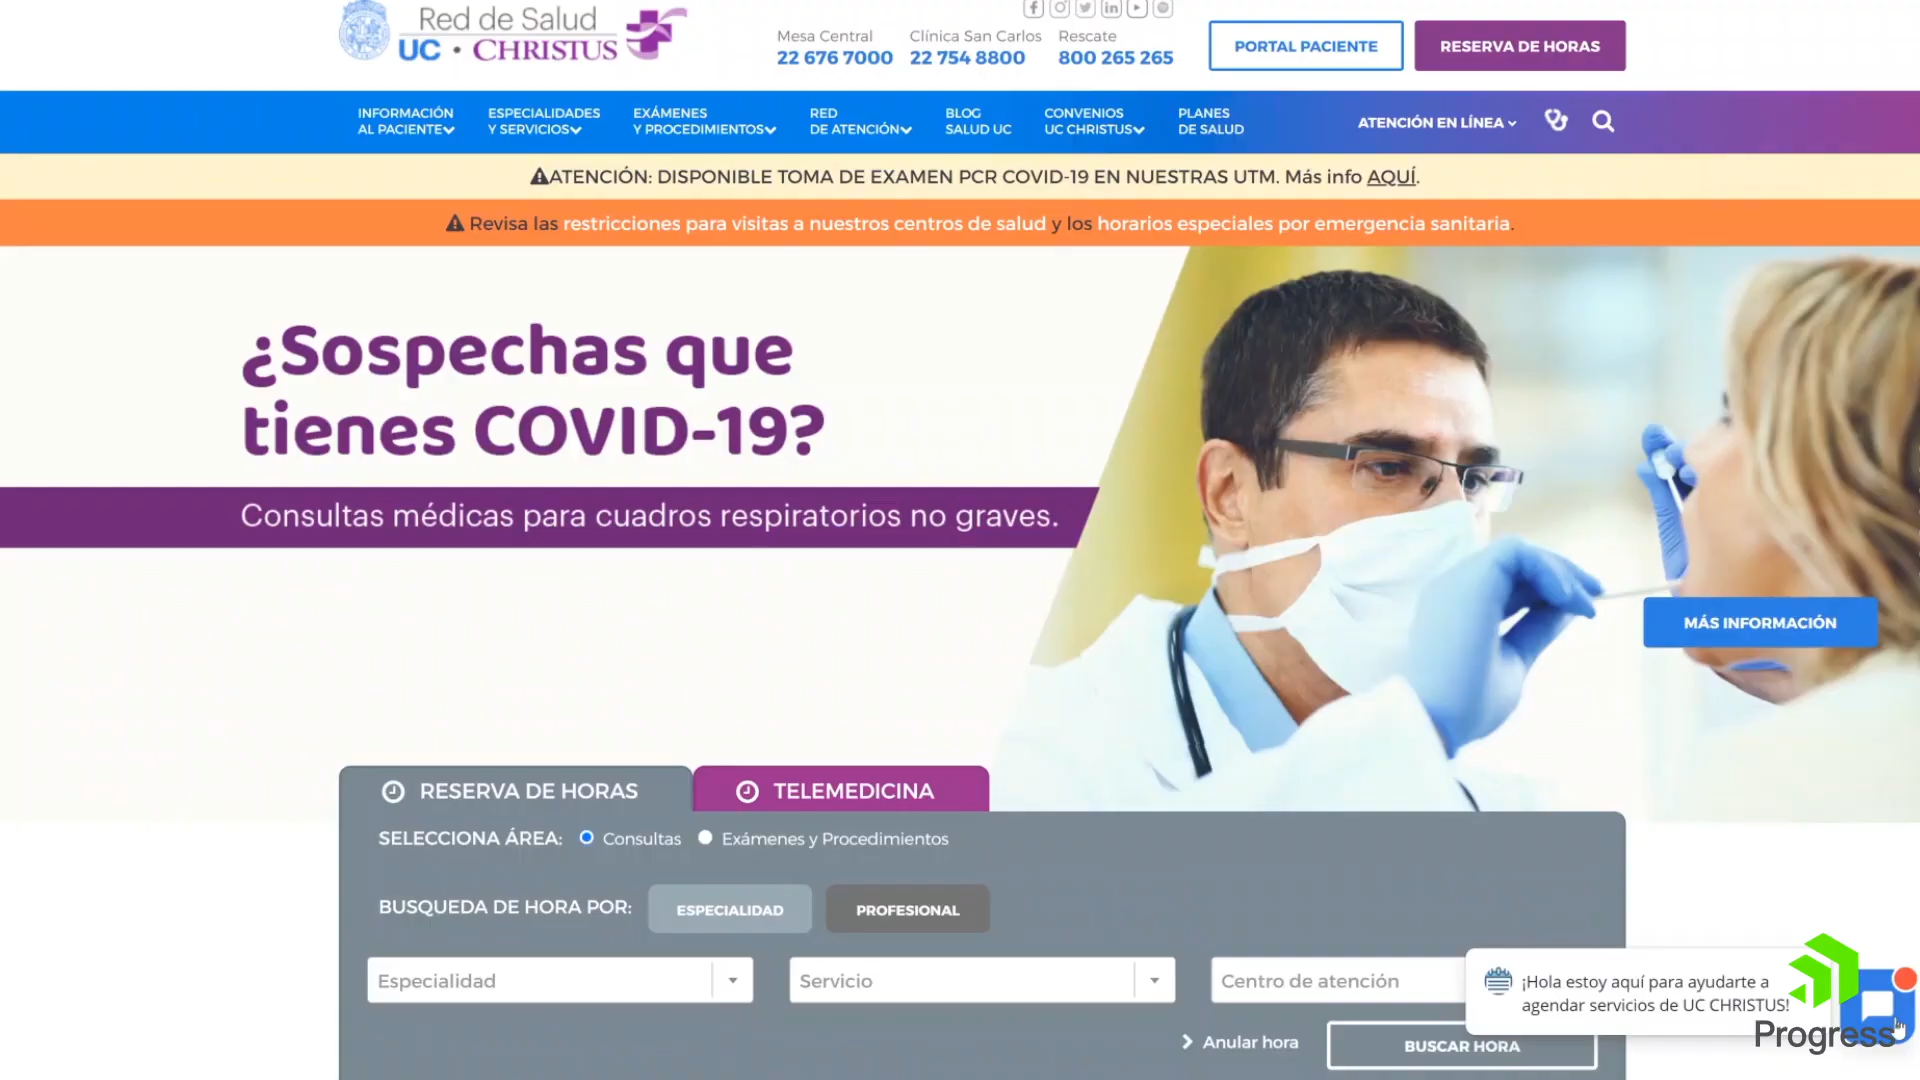 Red de Salud
UC · CHRISTUS
Mesa Central
22 676 7000
Clínica San Carlos
22 754 8800
Rescate
800 265 265
PORTAL PACIENTE
RESERVA DE HORAS
INFORMACIÓN
AL PACIENTE
ESPECIALIDADES
Y SERVICIOS
EXÁMENES
Y PROCEDIMIENTOS
RED
DE ATENCIÓN
BLOG
SALUD UC
CONVENIOS
UC CHRISTUS
PLANES
DE SALUD
ATENCIÓN EN LÍNEA
ATENCIÓN: DISPONIBLE TOMA DE EXAMEN PCR COVID-19 EN NUESTRAS UTM. Más info AQUÍ.
Revisa las restricciones para visitas a nuestros centros de salud y los horarios especiales por emergencia sanitaria.
¿Sospechas que
tienes COVID-19?
Consultas médicas para cuadros respiratorios no graves.
MÁS INFORMACIÓN
RESERVA DE HORAS
TELEMEDICINA
SELECCIONA ÁREA: Consultas Exámenes y Procedimientos
BUSQUEDA DE HORA POR: ESPECIALIDAD PROFESIONAL
Especialidad
Servicio
Centro de atención
¡Hola estoy aquí para ayudarte a
agendar servicios de UC CHRISTUS!
Progress
Anular hora
BUSCAR HORA